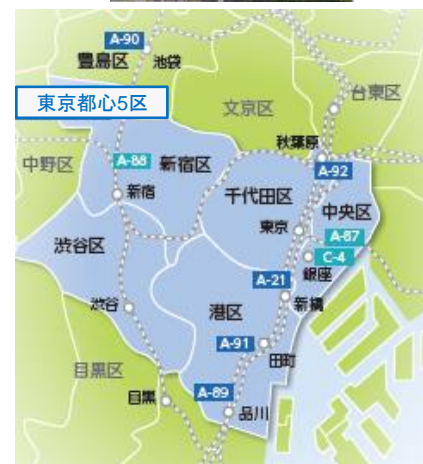 A-90
豊島区
池袋
東京都心5区
文京区
台東区
秋葉原
中野区
A-88
新宿区
A-92
新宿
千代田区
中央区
東京
A-87
C-4
渋谷区
銀座
A-21
渋谷
港区
新橋
A-91
目黒区
田町
目黒
A-89
品川